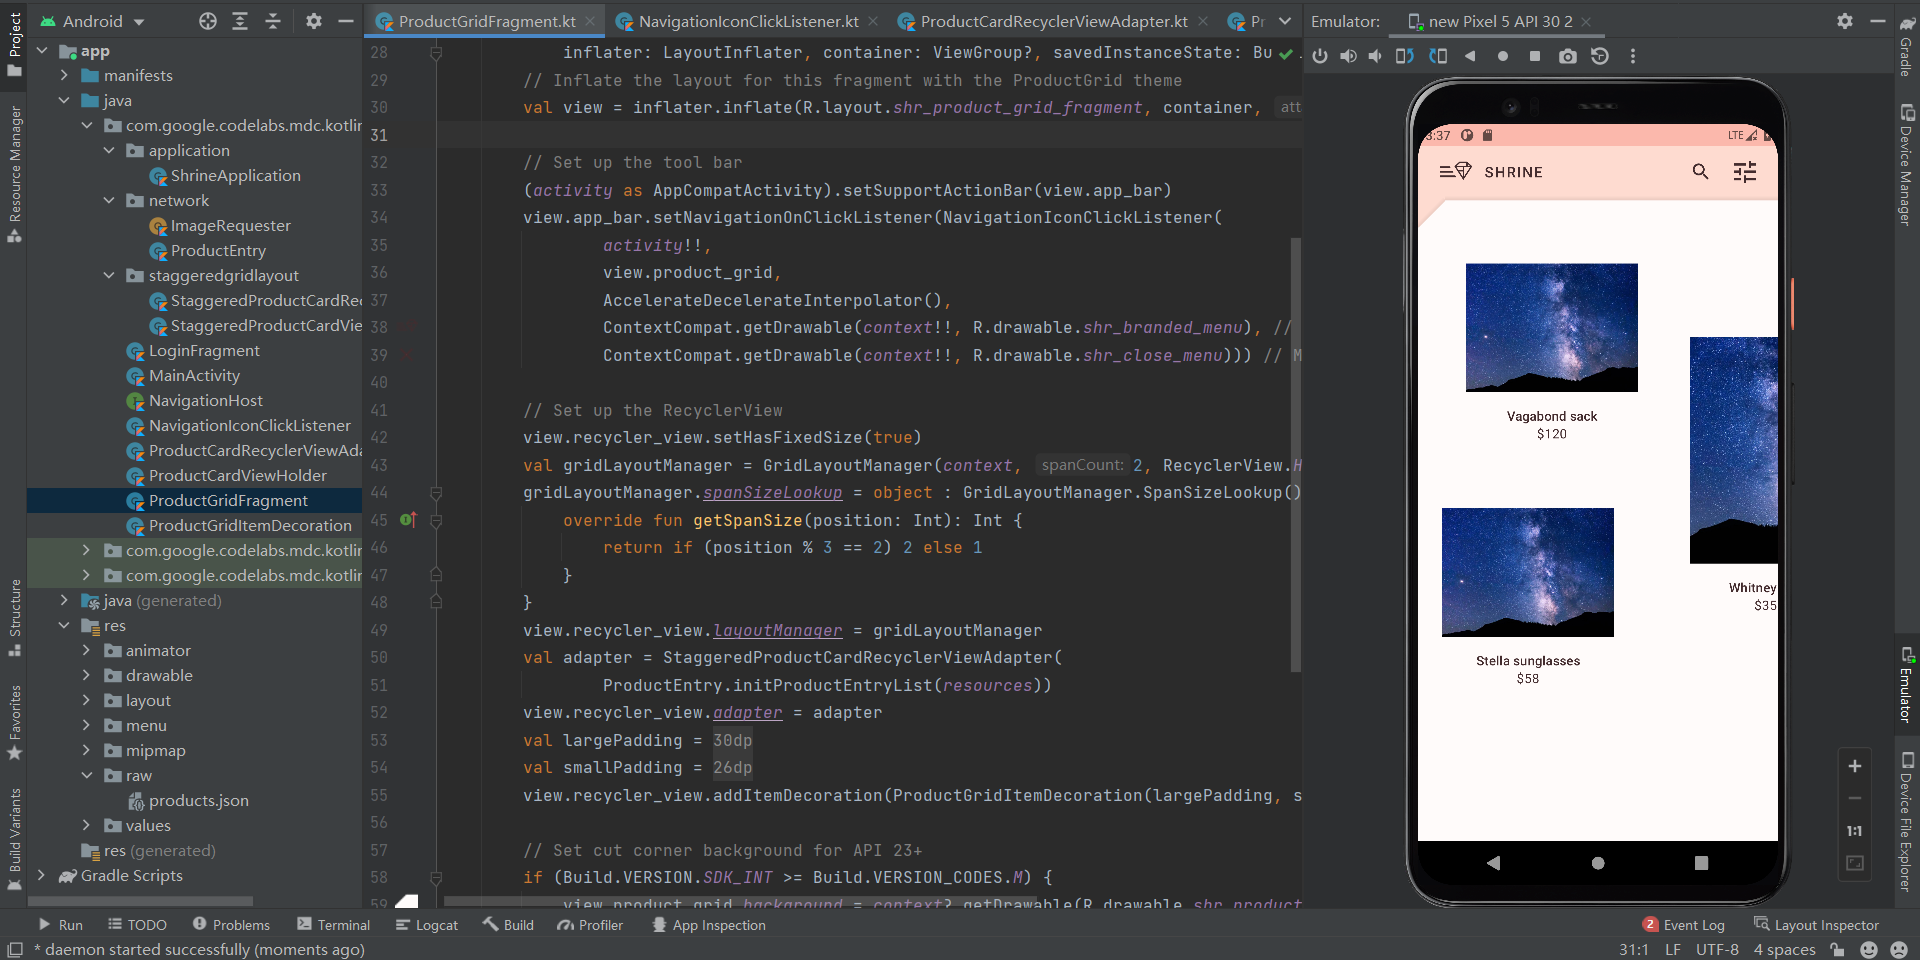 Android
ProductGridFragment.kt
NavigationIconClickListener.kt
ProductCardRecyclerViewAdapter.kt
Pr
Emulator:
new Pixel 5 API 30 2
Project
Resource Manager
Structure
Favorites
Build Variants
app
manifests
java
com.google.codelabs.mdc.kotlin
application
ShrineApplication
network
ImageRequester
ProductEntry
staggeredgridlayout
StaggeredProductCardRec
StaggeredProductCardVie
LoginFragment
MainActivity
NavigationHost
NavigationIconClickListener
ProductCardRecyclerViewAda
ProductCardViewHolder
ProductGridFragment
ProductGridItemDecoration
com.google.codelabs.mdc.kotlin
com.google.codelabs.mdc.kotlin
java (generated)
res
animator
drawable
layout
menu
mipmap
raw
products.json
values
res (generated)
Gradle Scripts
28 inflater: LayoutInflater, container: ViewGroup?, savedInstanceState: Bu
29 // Inflate the layout for this fragment with the ProductGrid theme
30 val view = inflater.inflate(R.layout.shr_product_grid_fragment, container, att
31
32 // Set up the tool bar
33 (activity as AppCompatActivity).setSupportActionBar(view.app_bar)
34 view.app_bar.setNavigationOnClickListener(NavigationIconClickListener(
35 activity!!,
36 view.product_grid,
37 AccelerateDecelerateInterpolator(),
38 ContextCompat.getDrawable(context!!, R.drawable.shr_branded_menu), //
39 ContextCompat.getDrawable(context!!, R.drawable.shr_close_menu))) // M
40
41 // Set up the RecyclerView
42 view.recycler_view.setHasFixedSize(true)
43 val gridLayoutManager = GridLayoutManager(context, spanCount: 2, RecyclerView.H
44 gridLayoutManager.spanSizeLookup = object : GridLayoutManager.SpanSizeLookup()
45 override fun getSpanSize(position: Int): Int {
46 return if (position % 3 == 2) 2 else 1
47 }
48 }
49 view.recycler_view.layoutManager = gridLayoutManager
50 val adapter = StaggeredProductCardRecyclerViewAdapter(
51 ProductEntry.initProductEntryList(resources))
52 view.recycler_view.adapter = adapter
53 val largePadding = 30dp
54 val smallPadding = 26dp
55 view.recycler_view.addItemDecoration(ProductGridItemDecoration(largePadding, s
56
57 // Set cut corner background for API 23+
58 if (Build.VERSION.SDK_INT >= Build.VERSION_CODES.M) {
59 view.product_grid.background = context?.getDrawable(R.drawable.shr_product
3:37
LTE
SHRINE
Vagabond sack
$120
Whitney
$35
Stella sunglasses
$58
1:1
Gradle
Device Manager
Emulator
Device File Explorer
Run
TODO
Problems
Terminal
Logcat
Build
Profiler
App Inspection
2 Event Log
Layout Inspector
* daemon started successfully (moments ago)
31:1
LF
UTF-8
4 spaces